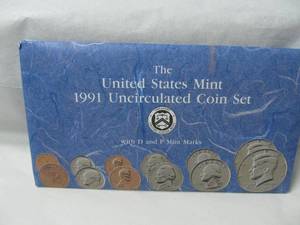 The
United States Mint
1991 Uncirculated Coin Set
with D and P Mint Marks